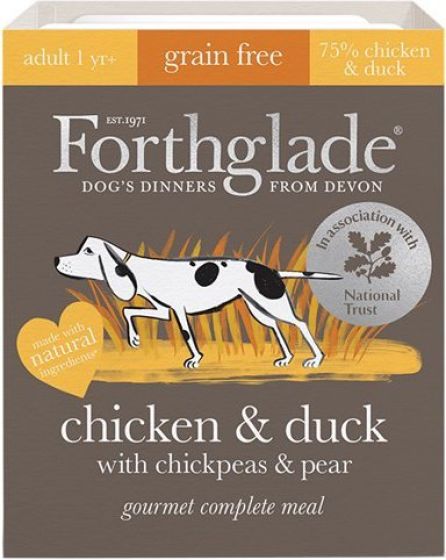 adult 1 yr+
grain free
75% chicken
& duck
EST.1971
Forthglade®
DOG'S DINNERS FROM DEVON
In association with
National
Trust
made with
natural
ingredients*
chicken & duck
with chickpeas & pear
gourmet complete meal